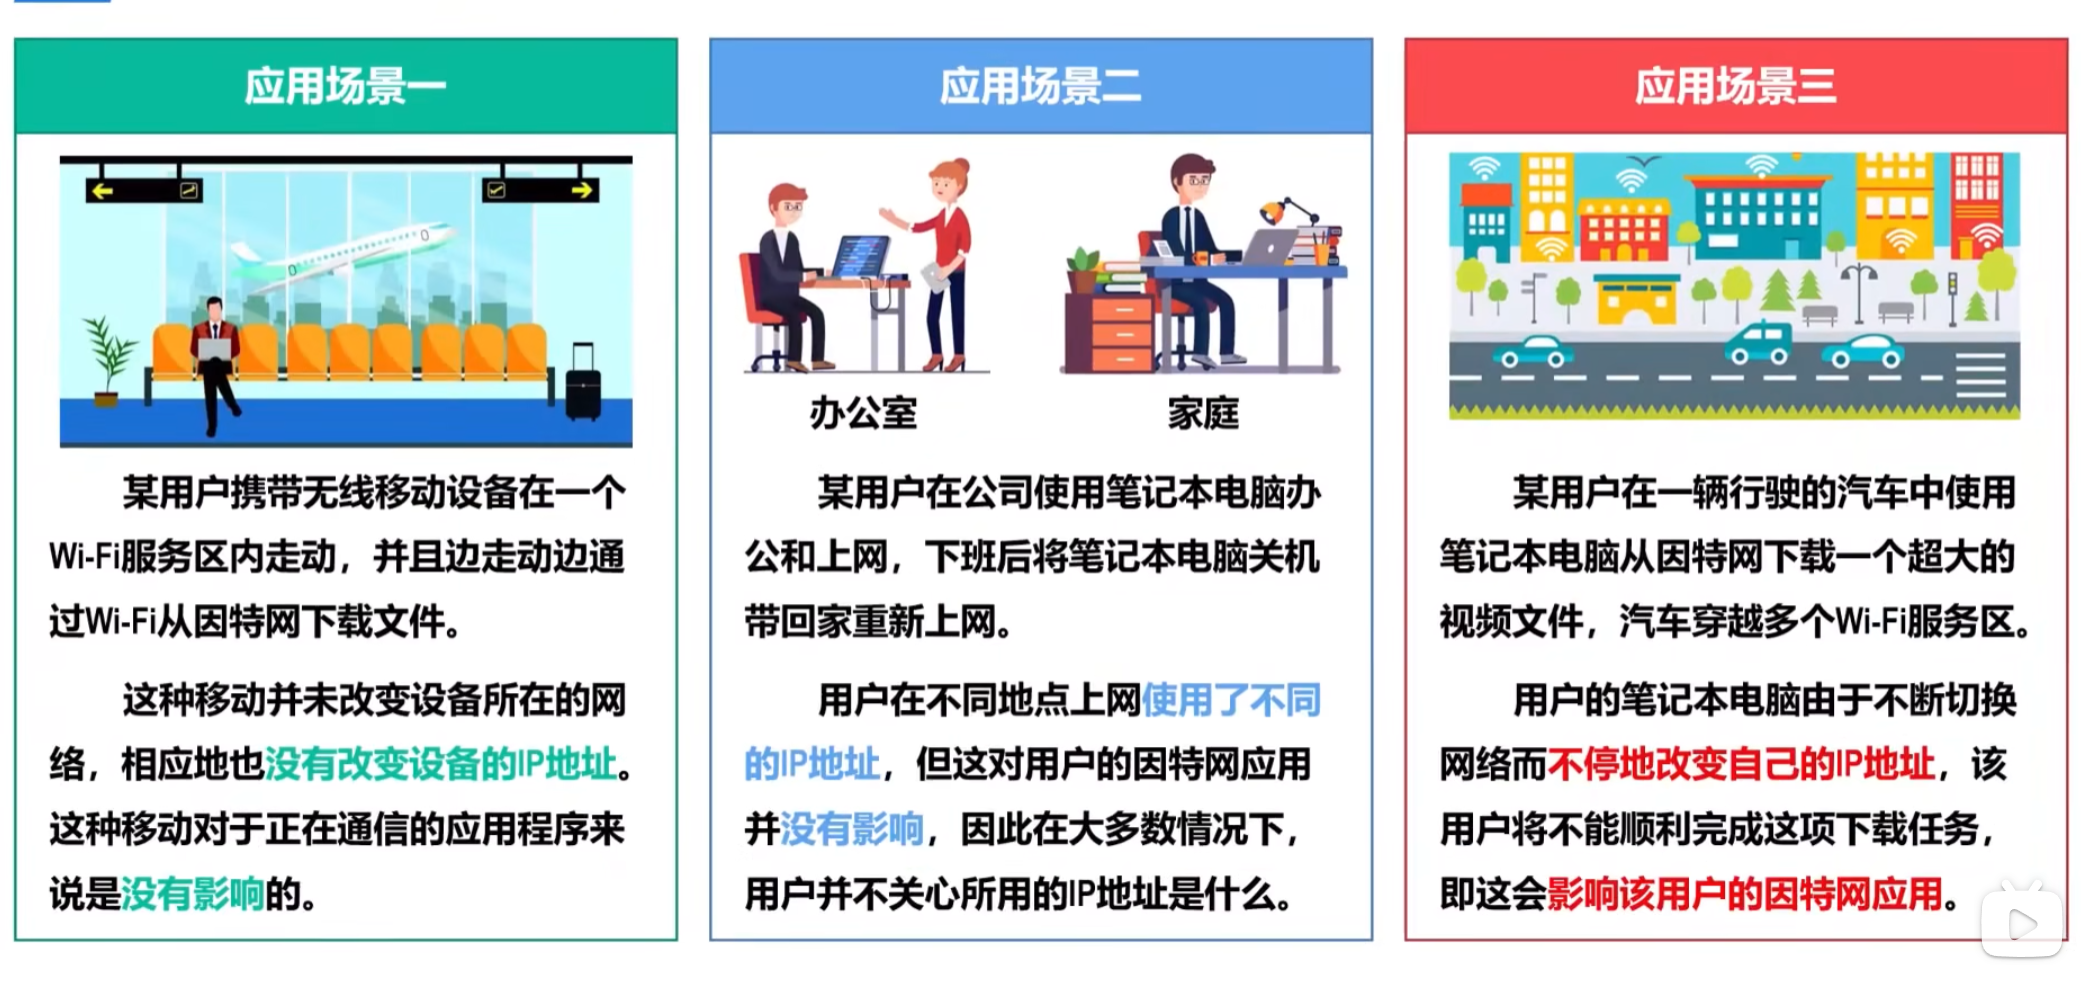 应用场景一
某用户携带无线移动设备在一个
Wi-Fi服务区内走动，并且边走动边通
过Wi-Fi从因特网下载文件。
这种移动并未改变设备所在的网
络，相应地也没有改变设备的IP地址。
这种移动对于正在通信的应用程序来
说是没有影响的。
应用场景二
办公室
家庭
某用户在公司使用笔记本电脑办
公和上网，下班后将笔记本电脑关机
带回家重新上网。
用户在不同地点上网使用了不同
的IP地址，但这对用户的因特网应用
并没有影响，因此在大多数情况下，
用户并不关心所用的IP地址是什么。
应用场景三
某用户在一辆行驶的汽车中使用
笔记本电脑从因特网下载一个超大的
视频文件，汽车穿越多个Wi-Fi服务区。
用户的笔记本电脑由于不断切换
网络而不停地改变自己的IP地址，该
用户将不能顺利完成这项下载任务，
即这会影响该用户的因特网应用。